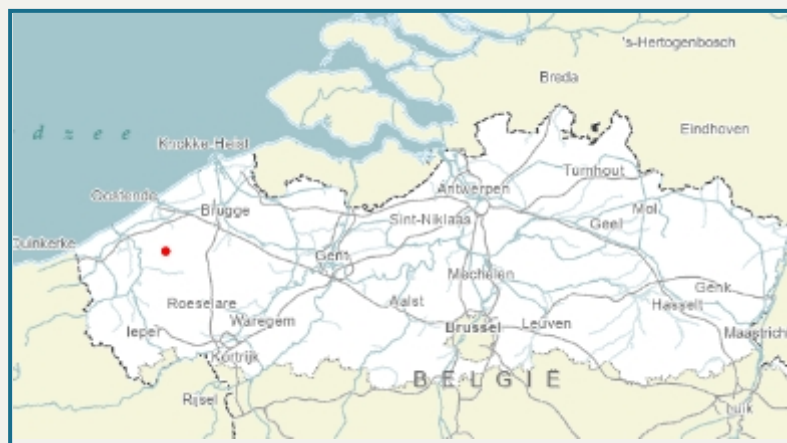 's-Hertogenbosch
Breda
d z e e
Eindhoven
Knokke-Heist
Turnhout
Antwerpen
Oostende
Mol
Brugge
Sint-Niklaas
Geel
Duinkerke
Gent
Mechelen
Genk
Roeselare
Aalst
Hasselt
Waregem
Brussel
Leuven
Ieper
Maastrich
Kortrijk
BELGIË
Rijsel
Luik